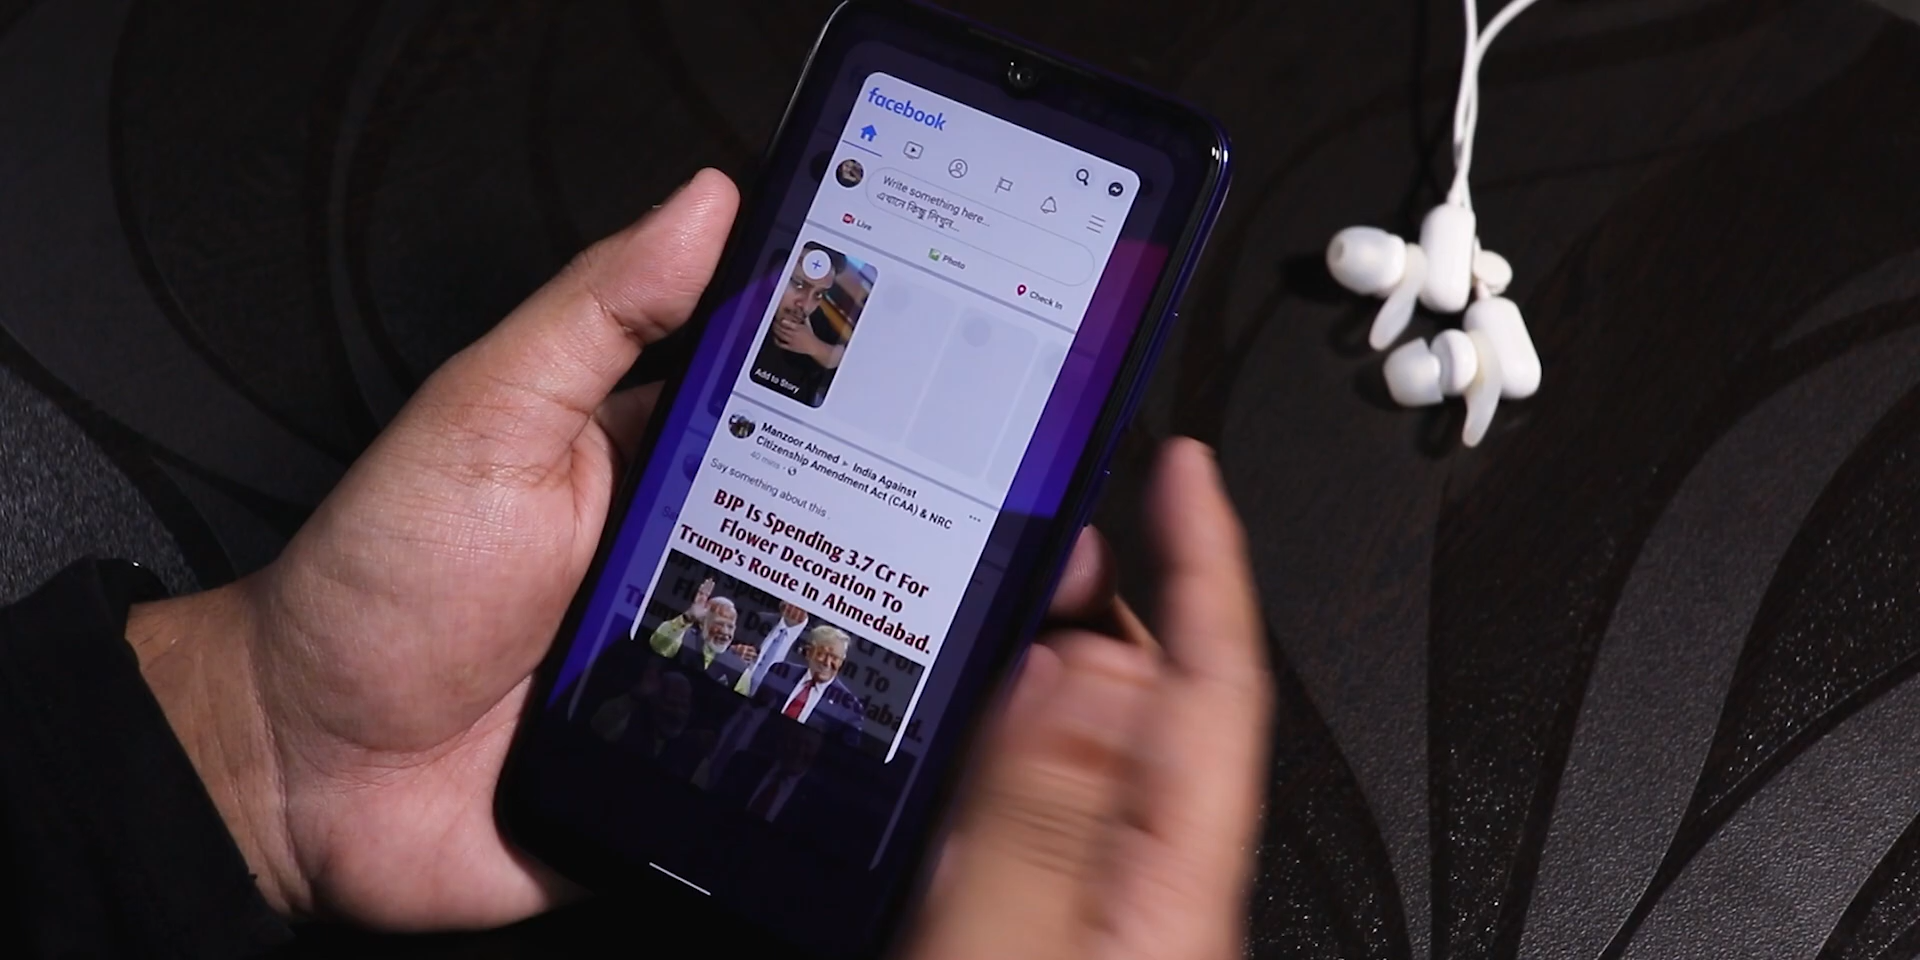 facebook
Write something here...
এখানে কিছু লিখুন...
Live
Photo
Check In
Add to Story
Manzoor Ahmed ▸ India Against
Citizenship Amendment Act (CAA) & NRC
40 mins
Say something about this .
BJP Is Spending 3.7 Cr For
Flower Decoration To
Trump's Route In Ahmedabad.